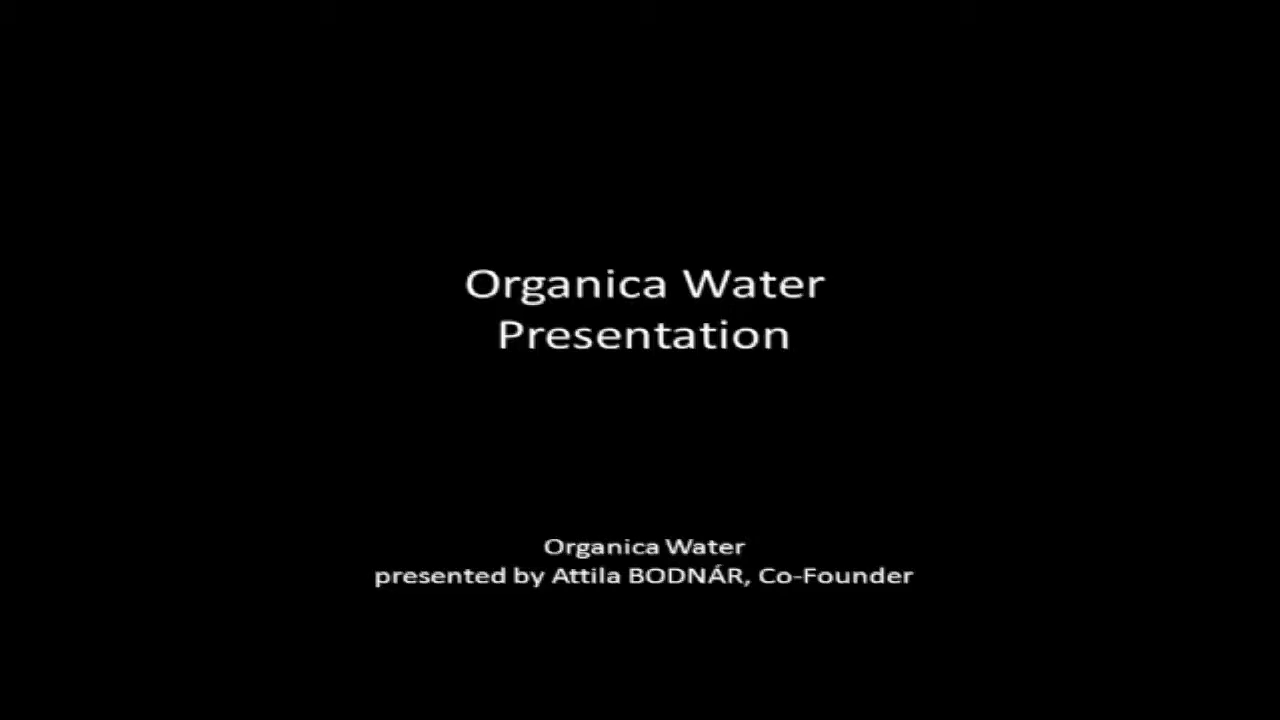 Organica Water
Presentation
Organica Water
presented by Attila BODNÁR, Co-Founder